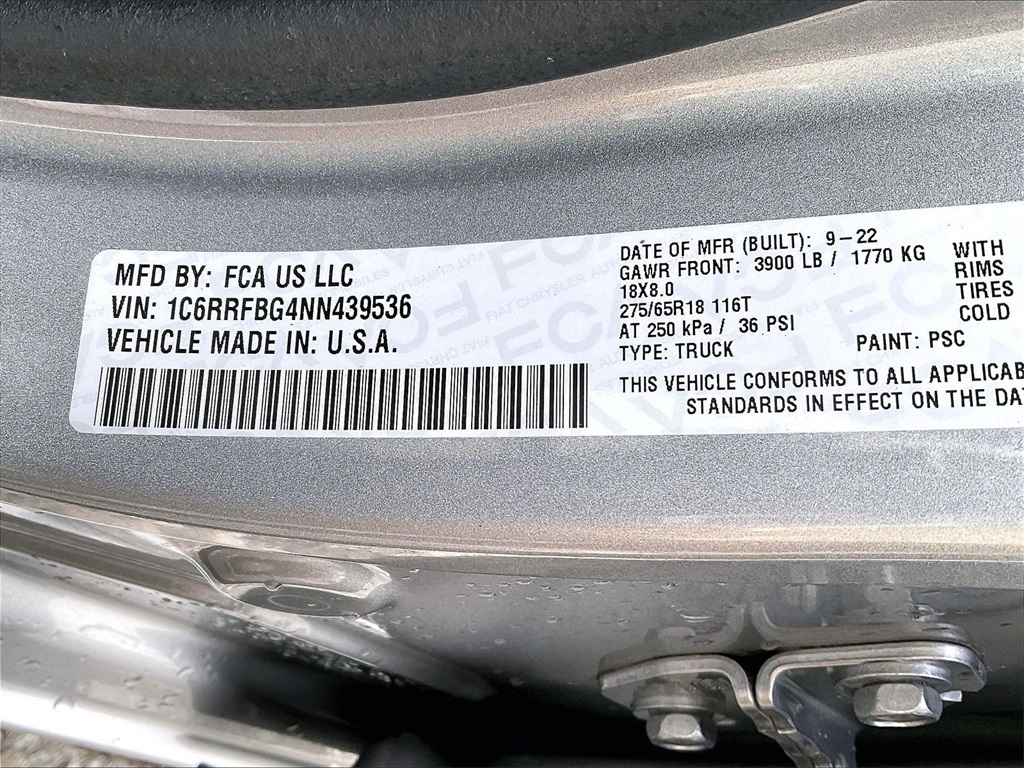 MFD BY: FCA US LLC
VIN: 1C6RRFBG4NN439536
VEHICLE MADE IN: U.S.A.
DATE OF MFR (BUILT): 9-22
GAWR FRONT: 3900 LB / 1770 KG WITH
18X8.0 RIMS
275/65R18 116T TIRES
AT 250 kPa / 36 PSI COLD
TYPE: TRUCK PAINT: PSC
THIS VEHICLE CONFORMS TO ALL APPLICAB
STANDARDS IN EFFECT ON THE DA